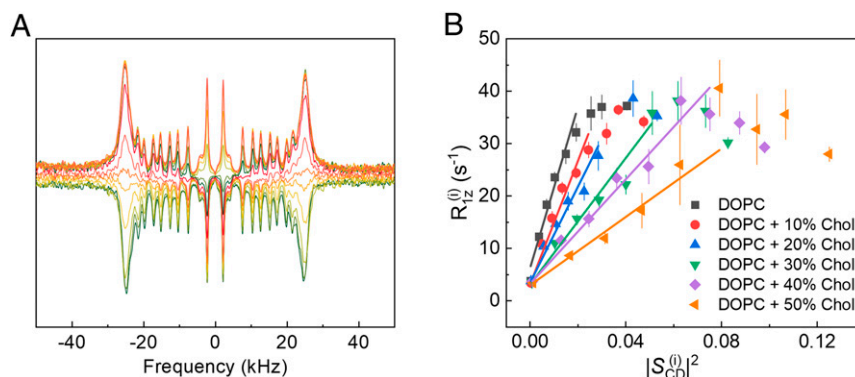 A
-40 -20 0 20 40
Frequency (kHz)
B
50
40
30
20
10
0
R1z(i) (s-1)
DOPC
DOPC + 10% Chol
DOPC + 20% Chol
DOPC + 30% Chol
DOPC + 40% Chol
DOPC + 50% Chol
0.00 0.04 0.08 0.12
|SCD(i)|2